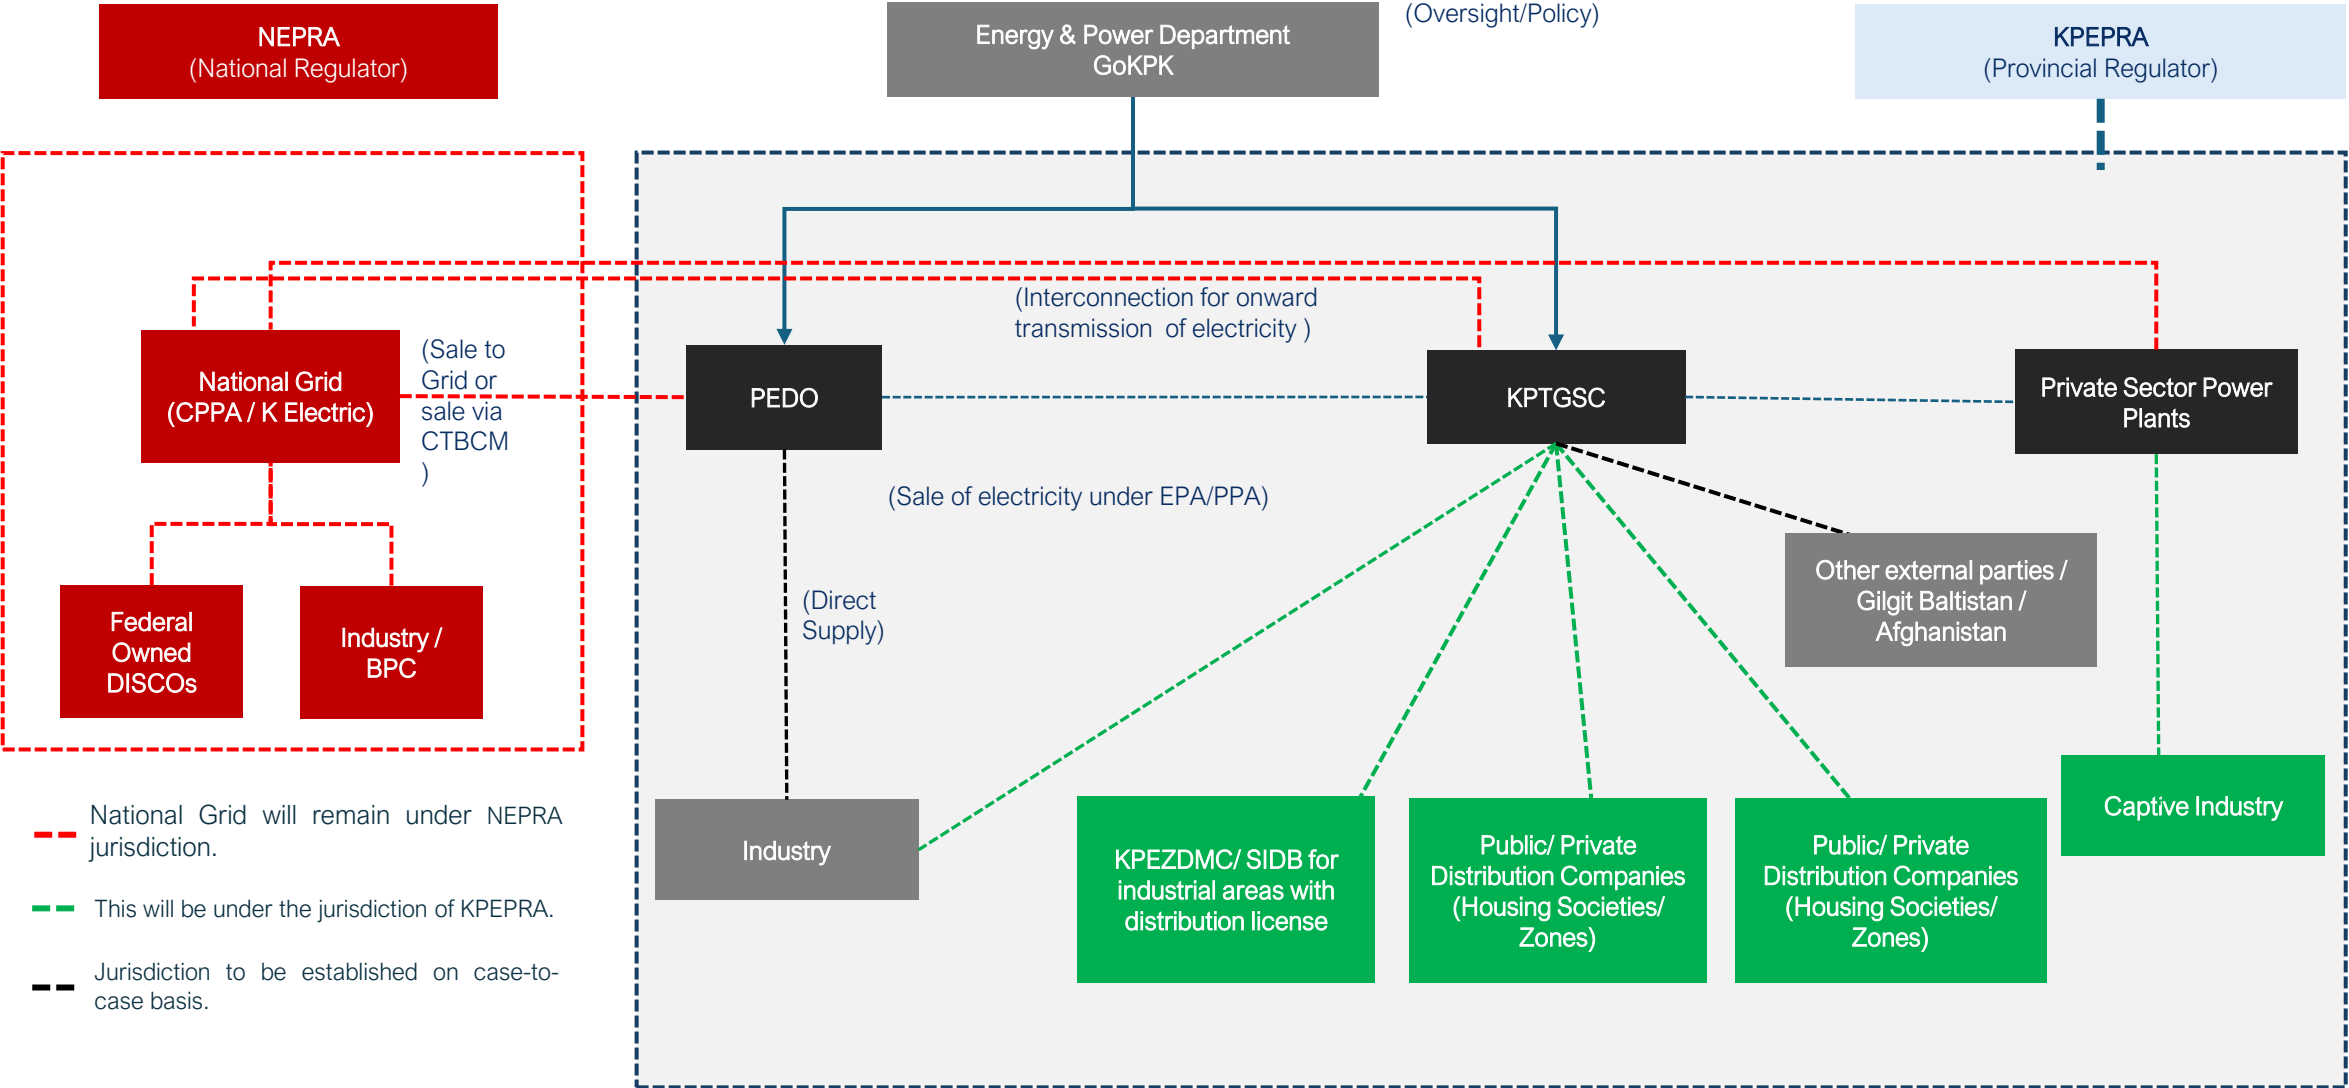 NEPRA
(National Regulator)
Energy & Power Department
GoKPK
(Oversight/Policy)
KPEPRA
(Provincial Regulator)
(Interconnection for onward
transmission of electricity )
National Grid
(CPPA / K Electric)
(Sale to
Grid or
sale via
CTBCM
)
PEDO
KPTGSC
Private Sector Power
Plants
(Sale of electricity under EPA/PPA)
Federal
Owned
DISCOs
Industry /
BPC
(Direct
Supply)
Other external parties /
Gilgit Baltistan /
Afghanistan
Industry
KPEZDMC/ SIDB for
industrial areas with
distribution license
Public/ Private
Distribution Companies
(Housing Societies/
Zones)
Public/ Private
Distribution Companies
(Housing Societies/
Zones)
Captive Industry
National Grid will remain under NEPRA
jurisdiction.
This will be under the jurisdiction of KPEPRA.
Jurisdiction to be established on case-to-
case basis.